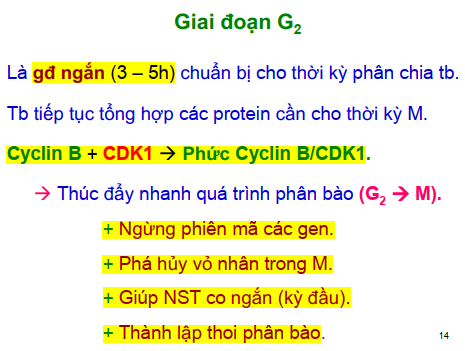 Giai đoạn G₂
Là gđ ngắn (3 – 5h) chuẩn bị cho thời kỳ phân chia tb.
Tb tiếp tục tổng hợp các protein cần cho thời kỳ M.
Cyclin B + CDK1 → Phức Cyclin B/CDK1.
→ Thúc đẩy nhanh quá trình phân bào (G₂ → M).
+ Ngừng phiên mã các gen.
+ Phá hủy vỏ nhân trong M.
+ Giúp NST co ngắn (kỳ đầu).
+ Thành lập thoi phân bào.
14